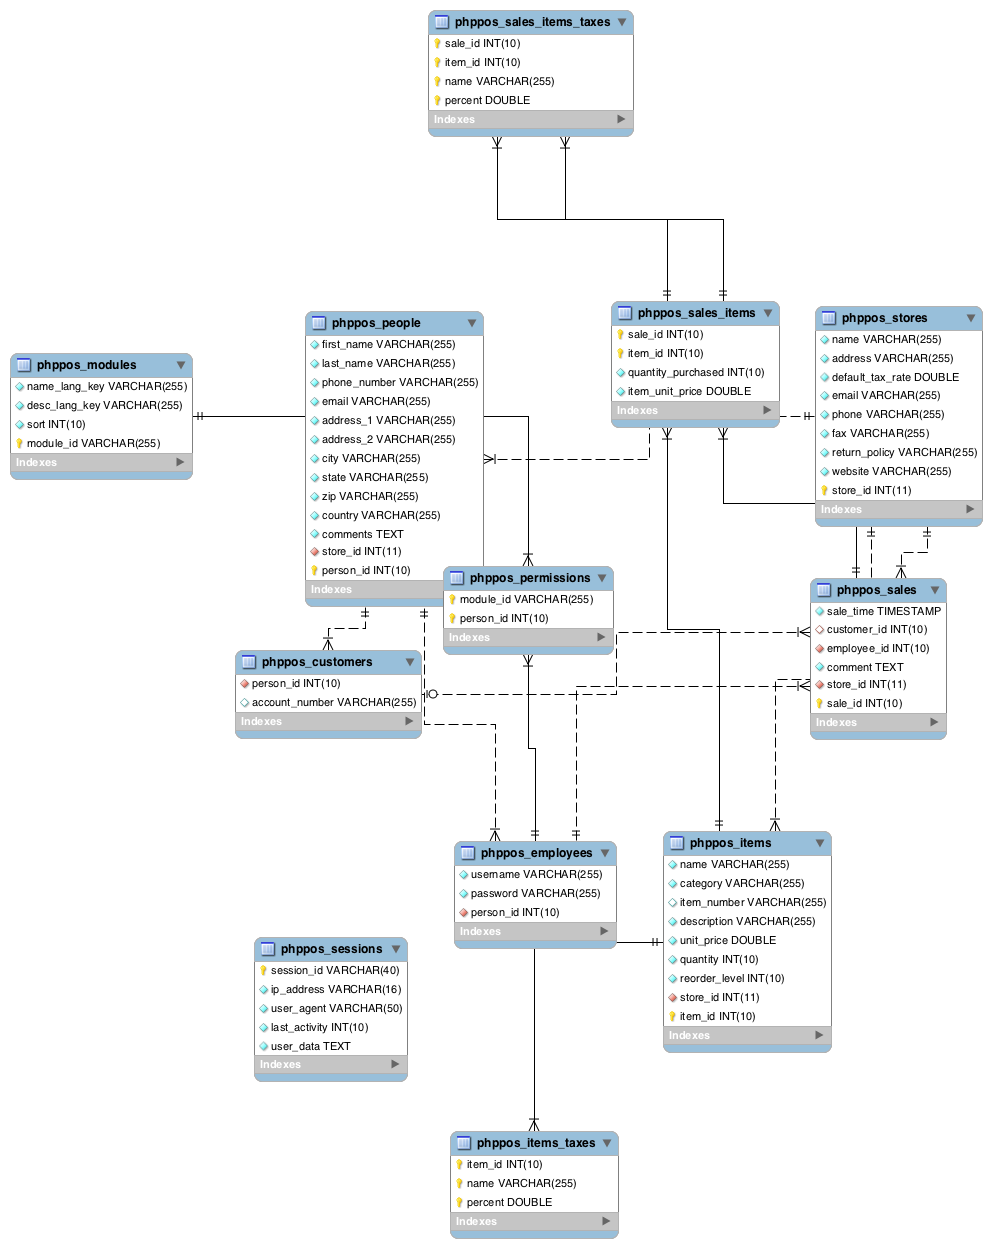 phppos_sales_items_taxes
sale_id INT(10)
item_id INT(10)
name VARCHAR(255)
percent DOUBLE
Indexes
phppos_sales_items
sale_id INT(10)
item_id INT(10)
quantity_purchased INT(10)
item_unit_price DOUBLE
Indexes
phppos_stores
name VARCHAR(255)
address VARCHAR(255)
default_tax_rate DOUBLE
email VARCHAR(255)
phone VARCHAR(255)
fax VARCHAR(255)
return_policy VARCHAR(255)
website VARCHAR(255)
store_id INT(11)
Indexes
phppos_people
first_name VARCHAR(255)
last_name VARCHAR(255)
phone_number VARCHAR(255)
email VARCHAR(255)
address_1 VARCHAR(255)
address_2 VARCHAR(255)
city VARCHAR(255)
state VARCHAR(255)
zip VARCHAR(255)
country VARCHAR(255)
comments TEXT
store_id INT(11)
person_id INT(10)
Indexes
phppos_modules
name_lang_key VARCHAR(255)
desc_lang_key VARCHAR(255)
sort INT(10)
module_id VARCHAR(255)
Indexes
phppos_permissions
module_id VARCHAR(255)
person_id INT(10)
Indexes
phppos_sales
sale_time TIMESTAMP
customer_id INT(10)
employee_id INT(10)
comment TEXT
store_id INT(11)
sale_id INT(10)
Indexes
phppos_customers
person_id INT(10)
account_number VARCHAR(255)
Indexes
phppos_employees
username VARCHAR(255)
password VARCHAR(255)
person_id INT(10)
Indexes
phppos_items
name VARCHAR(255)
category VARCHAR(255)
item_number VARCHAR(255)
description VARCHAR(255)
unit_price DOUBLE
quantity INT(10)
reorder_level INT(10)
store_id INT(11)
item_id INT(10)
Indexes
phppos_sessions
session_id VARCHAR(40)
ip_address VARCHAR(16)
user_agent VARCHAR(50)
last_activity INT(10)
user_data TEXT
Indexes
phppos_items_taxes
item_id INT(10)
name VARCHAR(255)
percent DOUBLE
Indexes